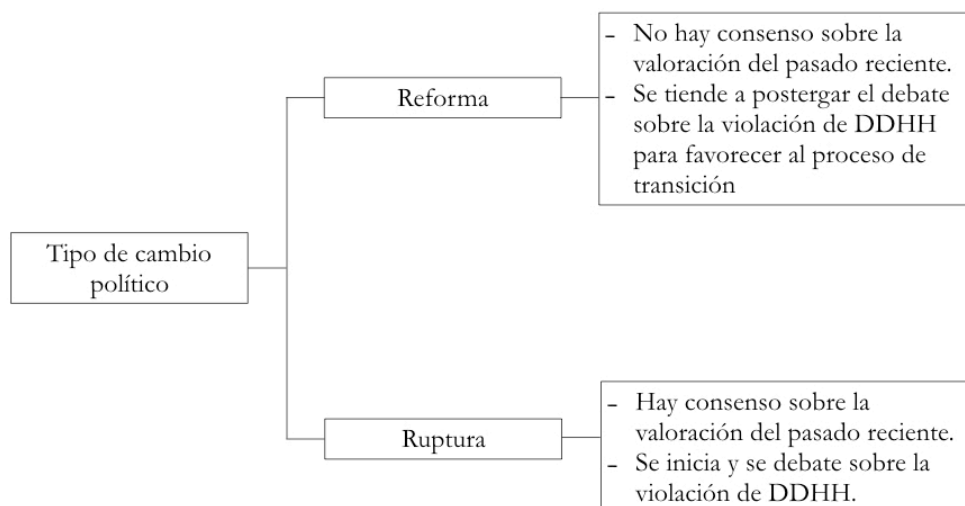 Tipo de cambio
político
Reforma
- No hay consenso sobre la
valoración del pasado reciente.
- Se tiende a postergar el debate
sobre la violación de DDHH
para favorecer al proceso de
transición
Ruptura
- Hay consenso sobre la
valoración del pasado reciente.
- Se inicia y se debate sobre la
violación de DDHH.